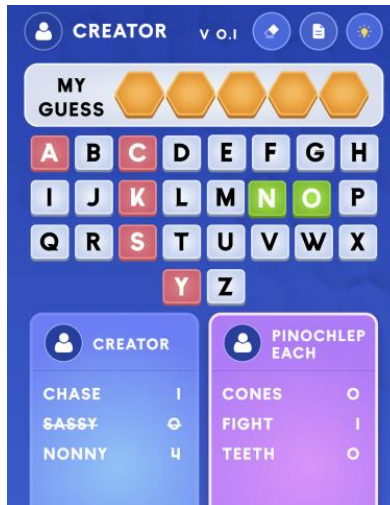 CREATOR V 0.1
MY
GUESS
A B C D E F G H
I J K L M N O P
Q R S T U V W X
Y Z
CREATOR
CHASE 1
SASSY 0
NONNY 4
PINOCHLEP
EACH
CONES 0
FIGHT 1
TEETH 0